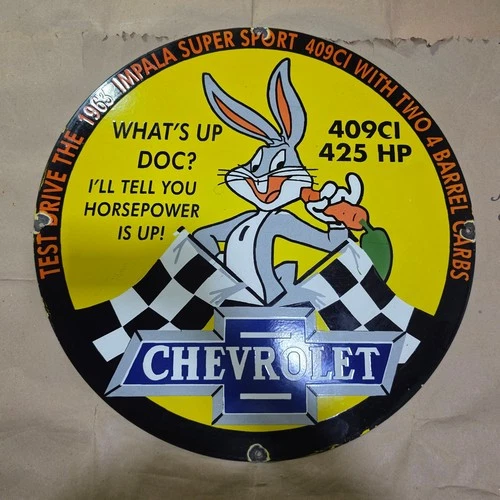 TEST DRIVE THE 1963 IMPALA SUPER SPORT 409CI WITH TWO 4 BARREL CARBS
WHAT'S UP
DOC?
I'LL TELL YOU
HORSEPOWER
IS UP!
409CI
425 HP
CHEVROLET